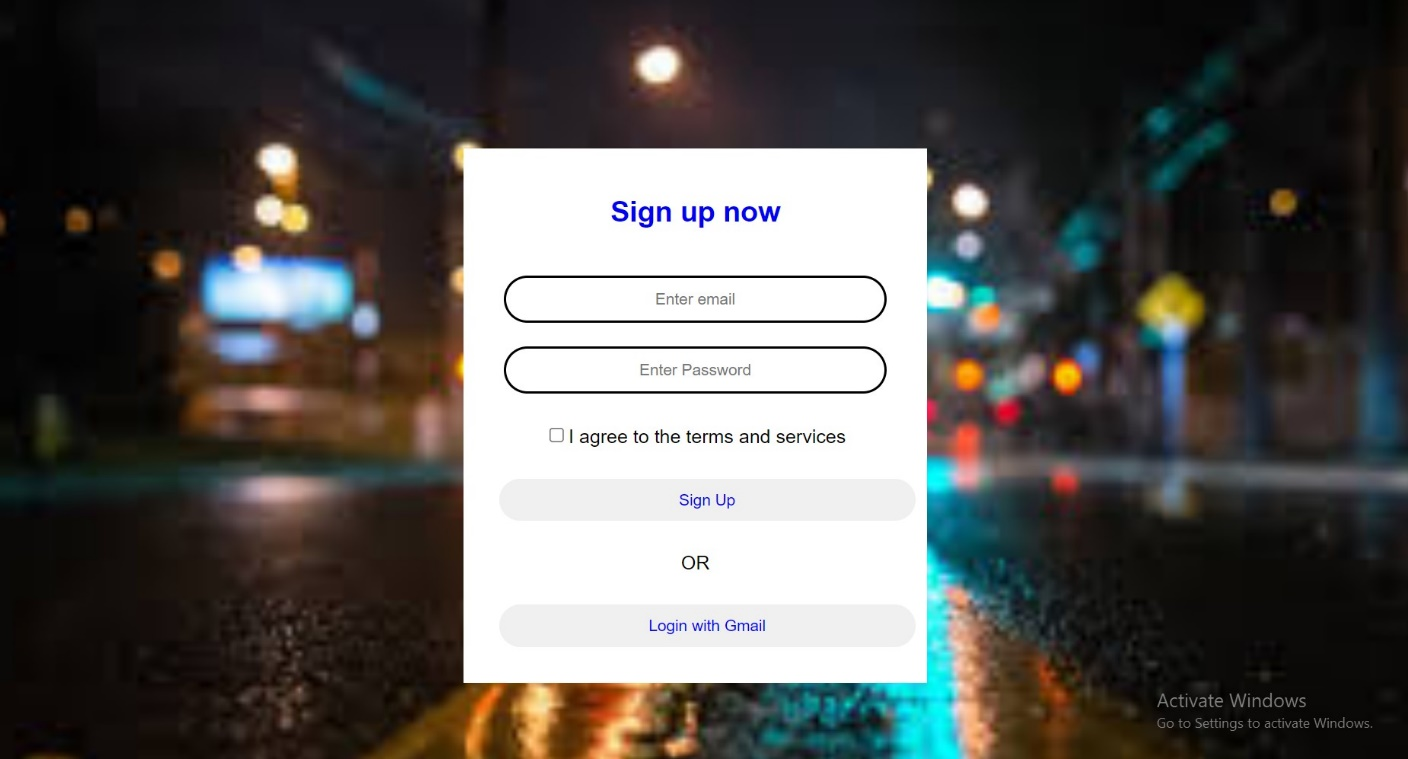 Sign up now
Enter email
Enter Password
I agree to the terms and services
Sign Up
OR
Login with Gmail
Activate Windows
Go to Settings to activate Windows.